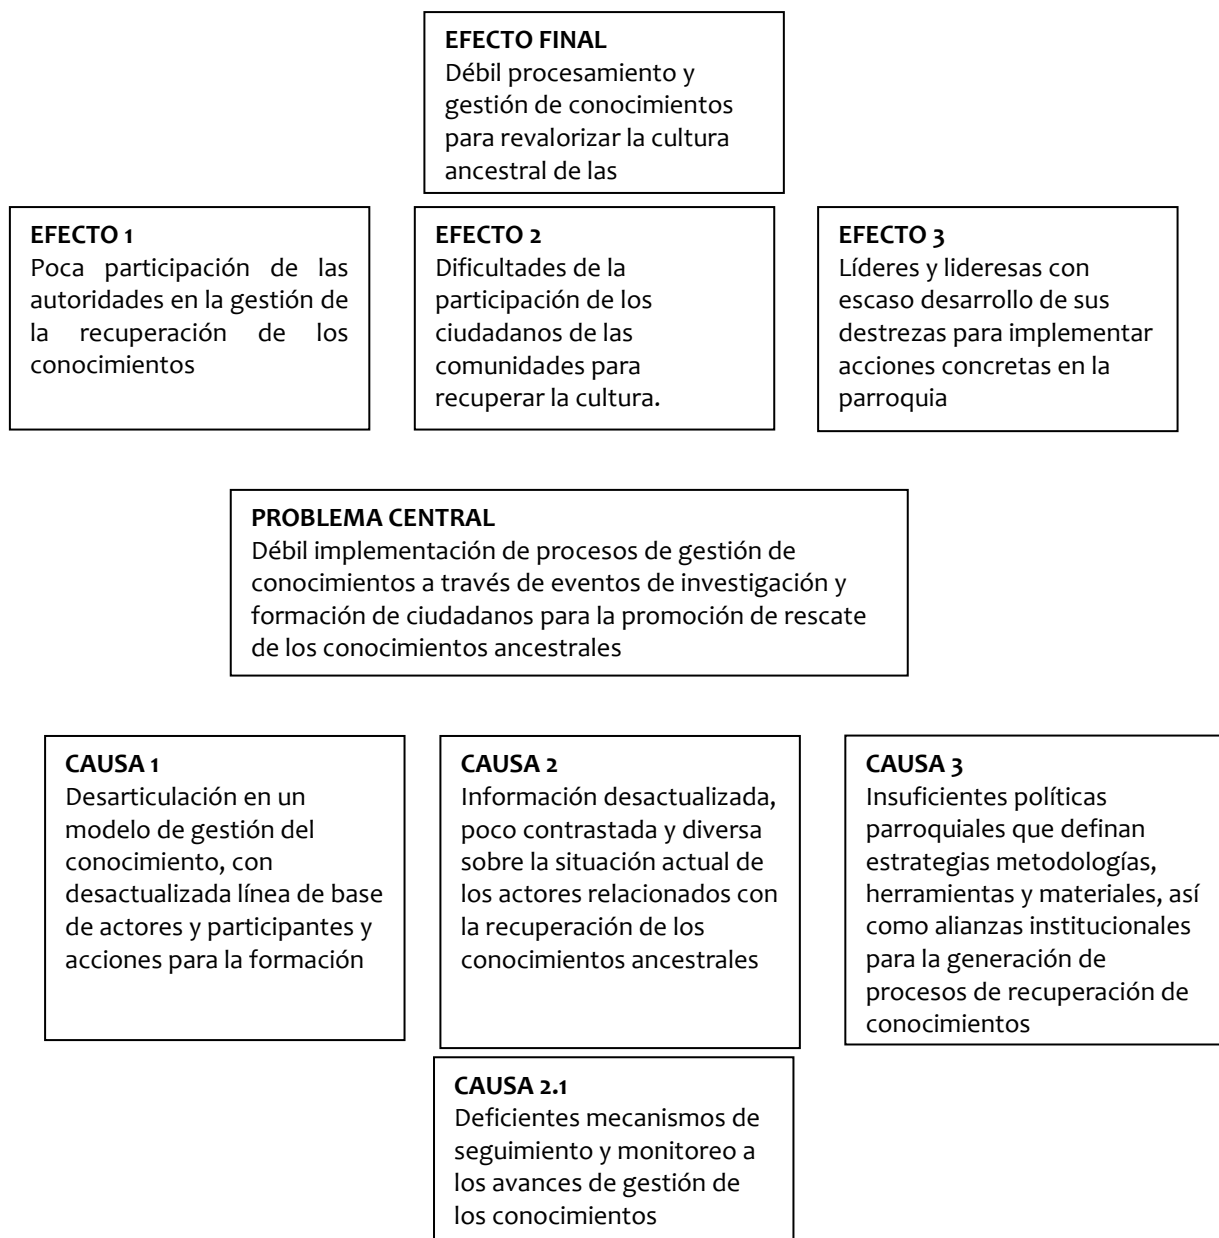 EFECTO FINAL
Débil procesamiento y
gestión de conocimientos
para revalorizar la cultura
ancestral de las
EFECTO 1
Poca participación de las
autoridades en la gestión de
la recuperación de los
conocimientos
EFECTO 2
Dificultades de la
participación de los
ciudadanos de las
comunidades para
recuperar la cultura.
EFECTO 3
Líderes y lideresas con
escaso desarrollo de sus
destrezas para implementar
acciones concretas en la
parroquia
PROBLEMA CENTRAL
Débil implementación de procesos de gestión de
conocimientos a través de eventos de investigación y
formación de ciudadanos para la promoción de rescate
de los conocimientos ancestrales
CAUSA 1
Desarticulación en un
modelo de gestión del
conocimiento, con
desactualizada línea de base
de actores y participantes y
acciones para la formación
CAUSA 2
Información desactualizada,
poco contrastada y diversa
sobre la situación actual de
los actores relacionados con
la recuperación de los
conocimientos ancestrales
CAUSA 3
Insuficientes políticas
parroquiales que definan
estrategias metodologías,
herramientas y materiales, así
como alianzas institucionales
para la generación de
procesos de recuperación de
conocimientos
CAUSA 2.1
Deficientes mecanismos de
seguimiento y monitoreo a
los avances de gestión de
los conocimientos